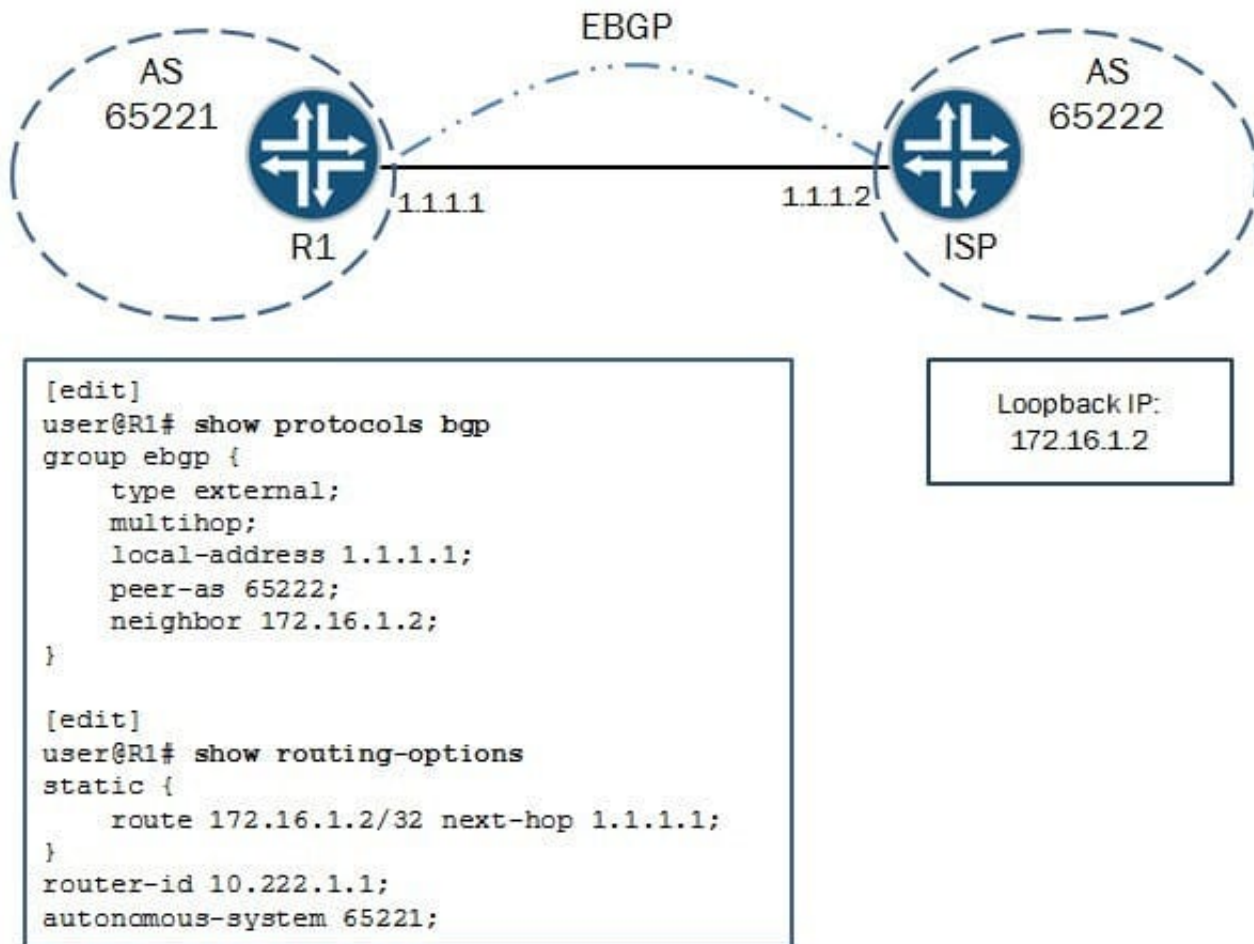 EBGP
AS
65221
AS
65222
1.1.1.1
1.1.1.2
R1
ISP
[edit]
user@R1# show protocols bgp
group ebgp {
    type external;
    multihop;
    local-address 1.1.1.1;
    peer-as 65222;
    neighbor 172.16.1.2;
}
[edit]
user@R1# show routing-options
static {
    route 172.16.1.2/32 next-hop 1.1.1.1;
}
router-id 10.222.1.1;
autonomous-system 65221;
Loopback IP:
172.16.1.2